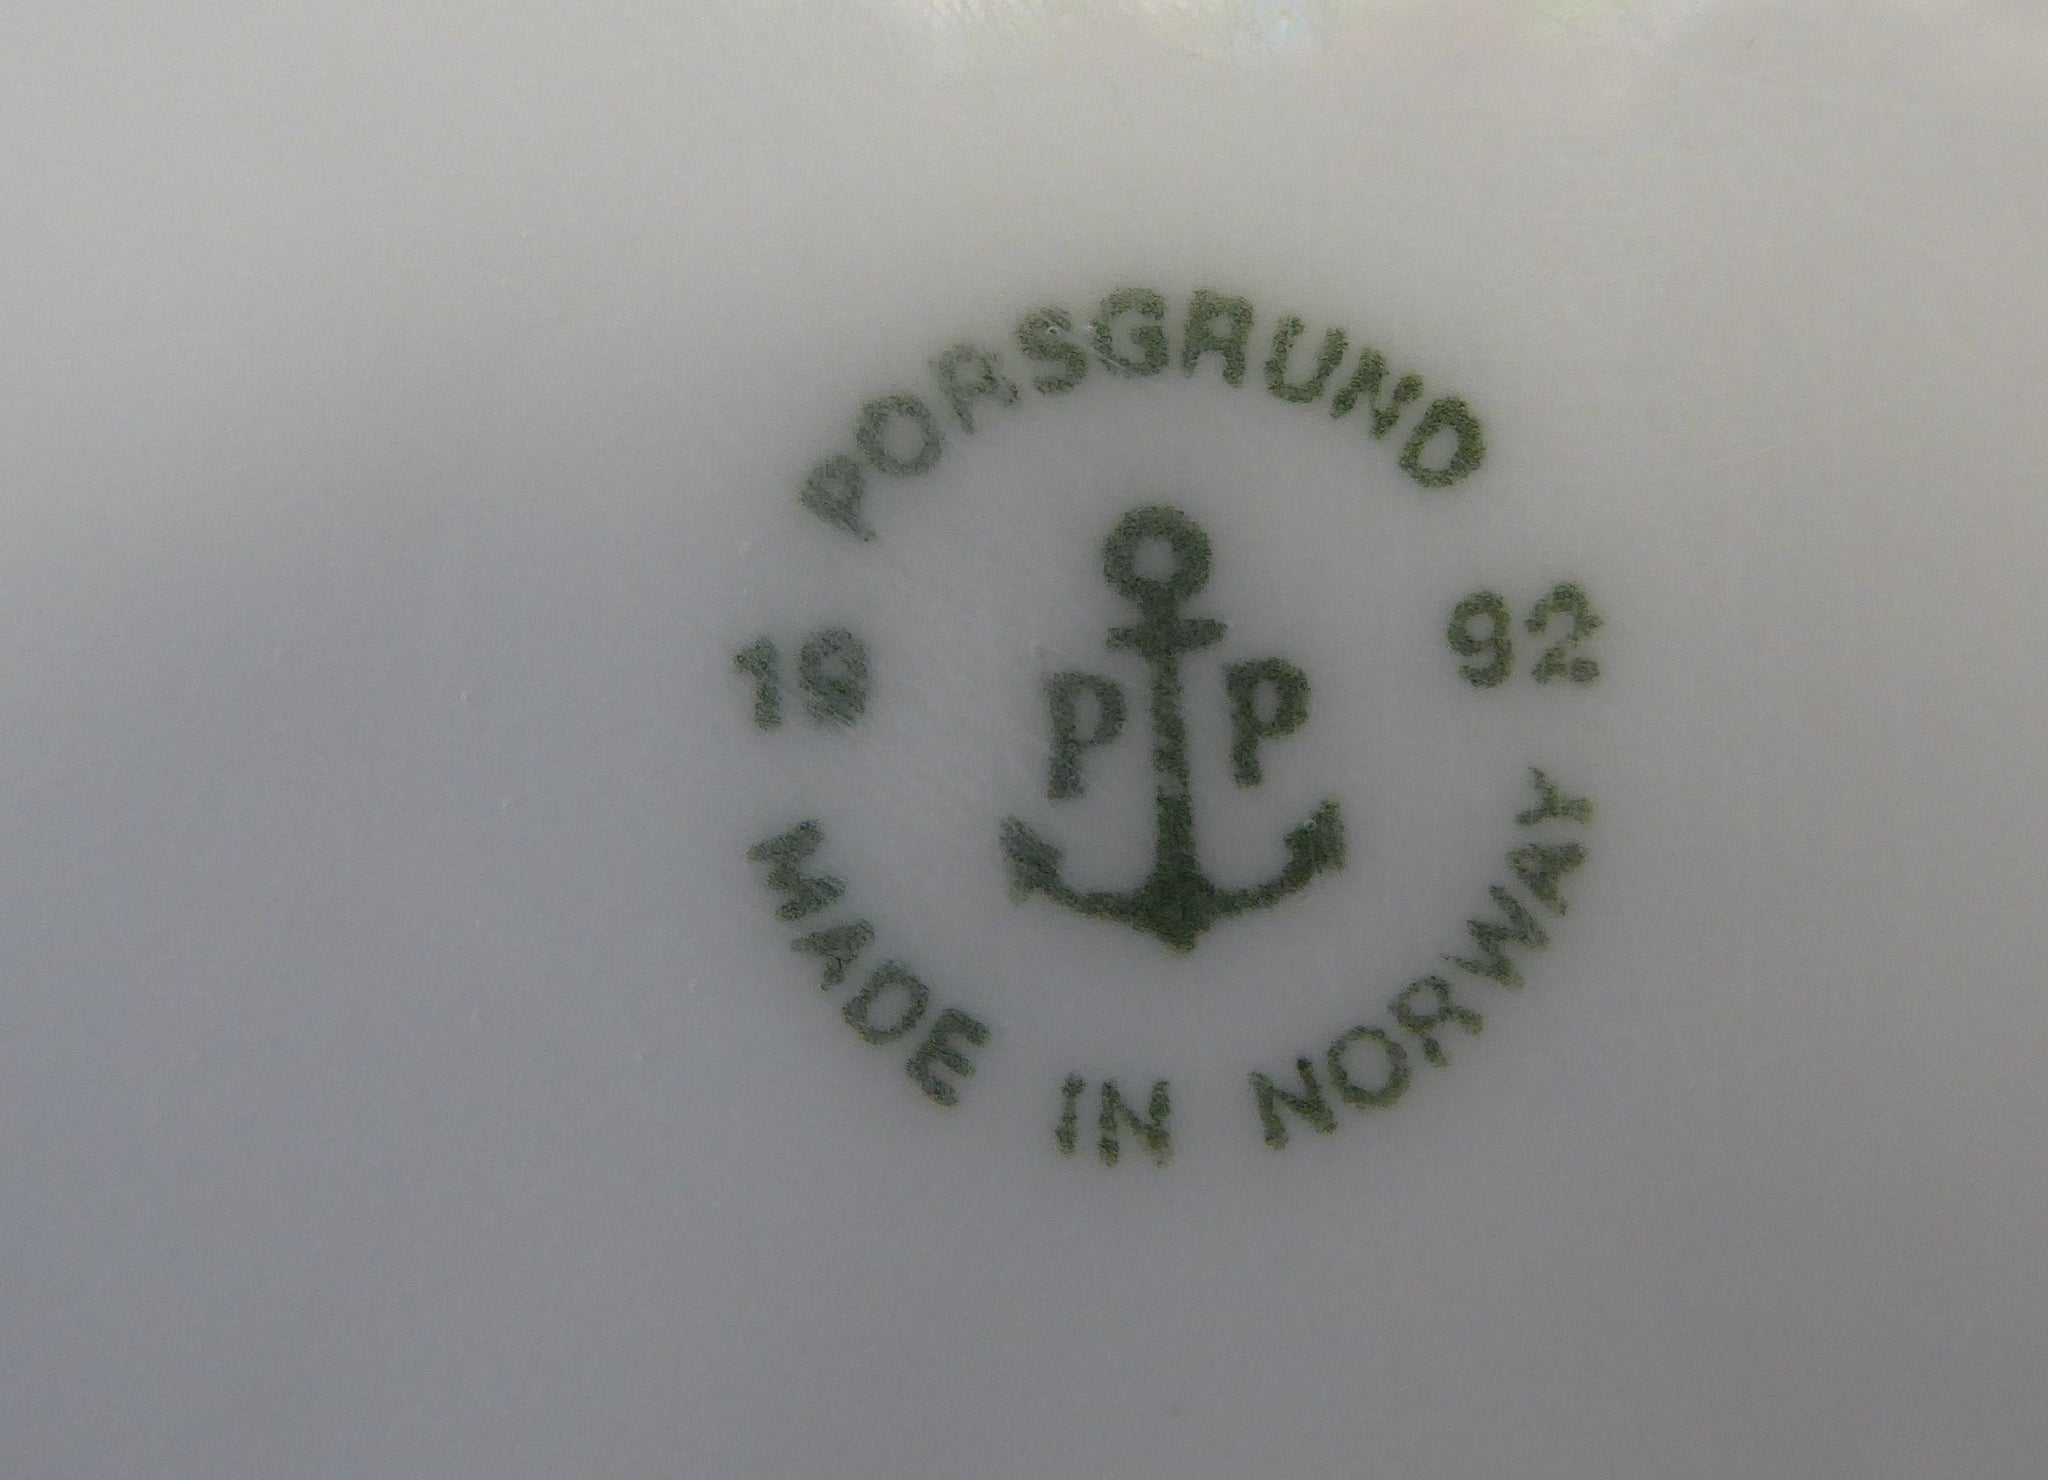 PORSGRUND
19 92
P P
MADE IN NORWAY